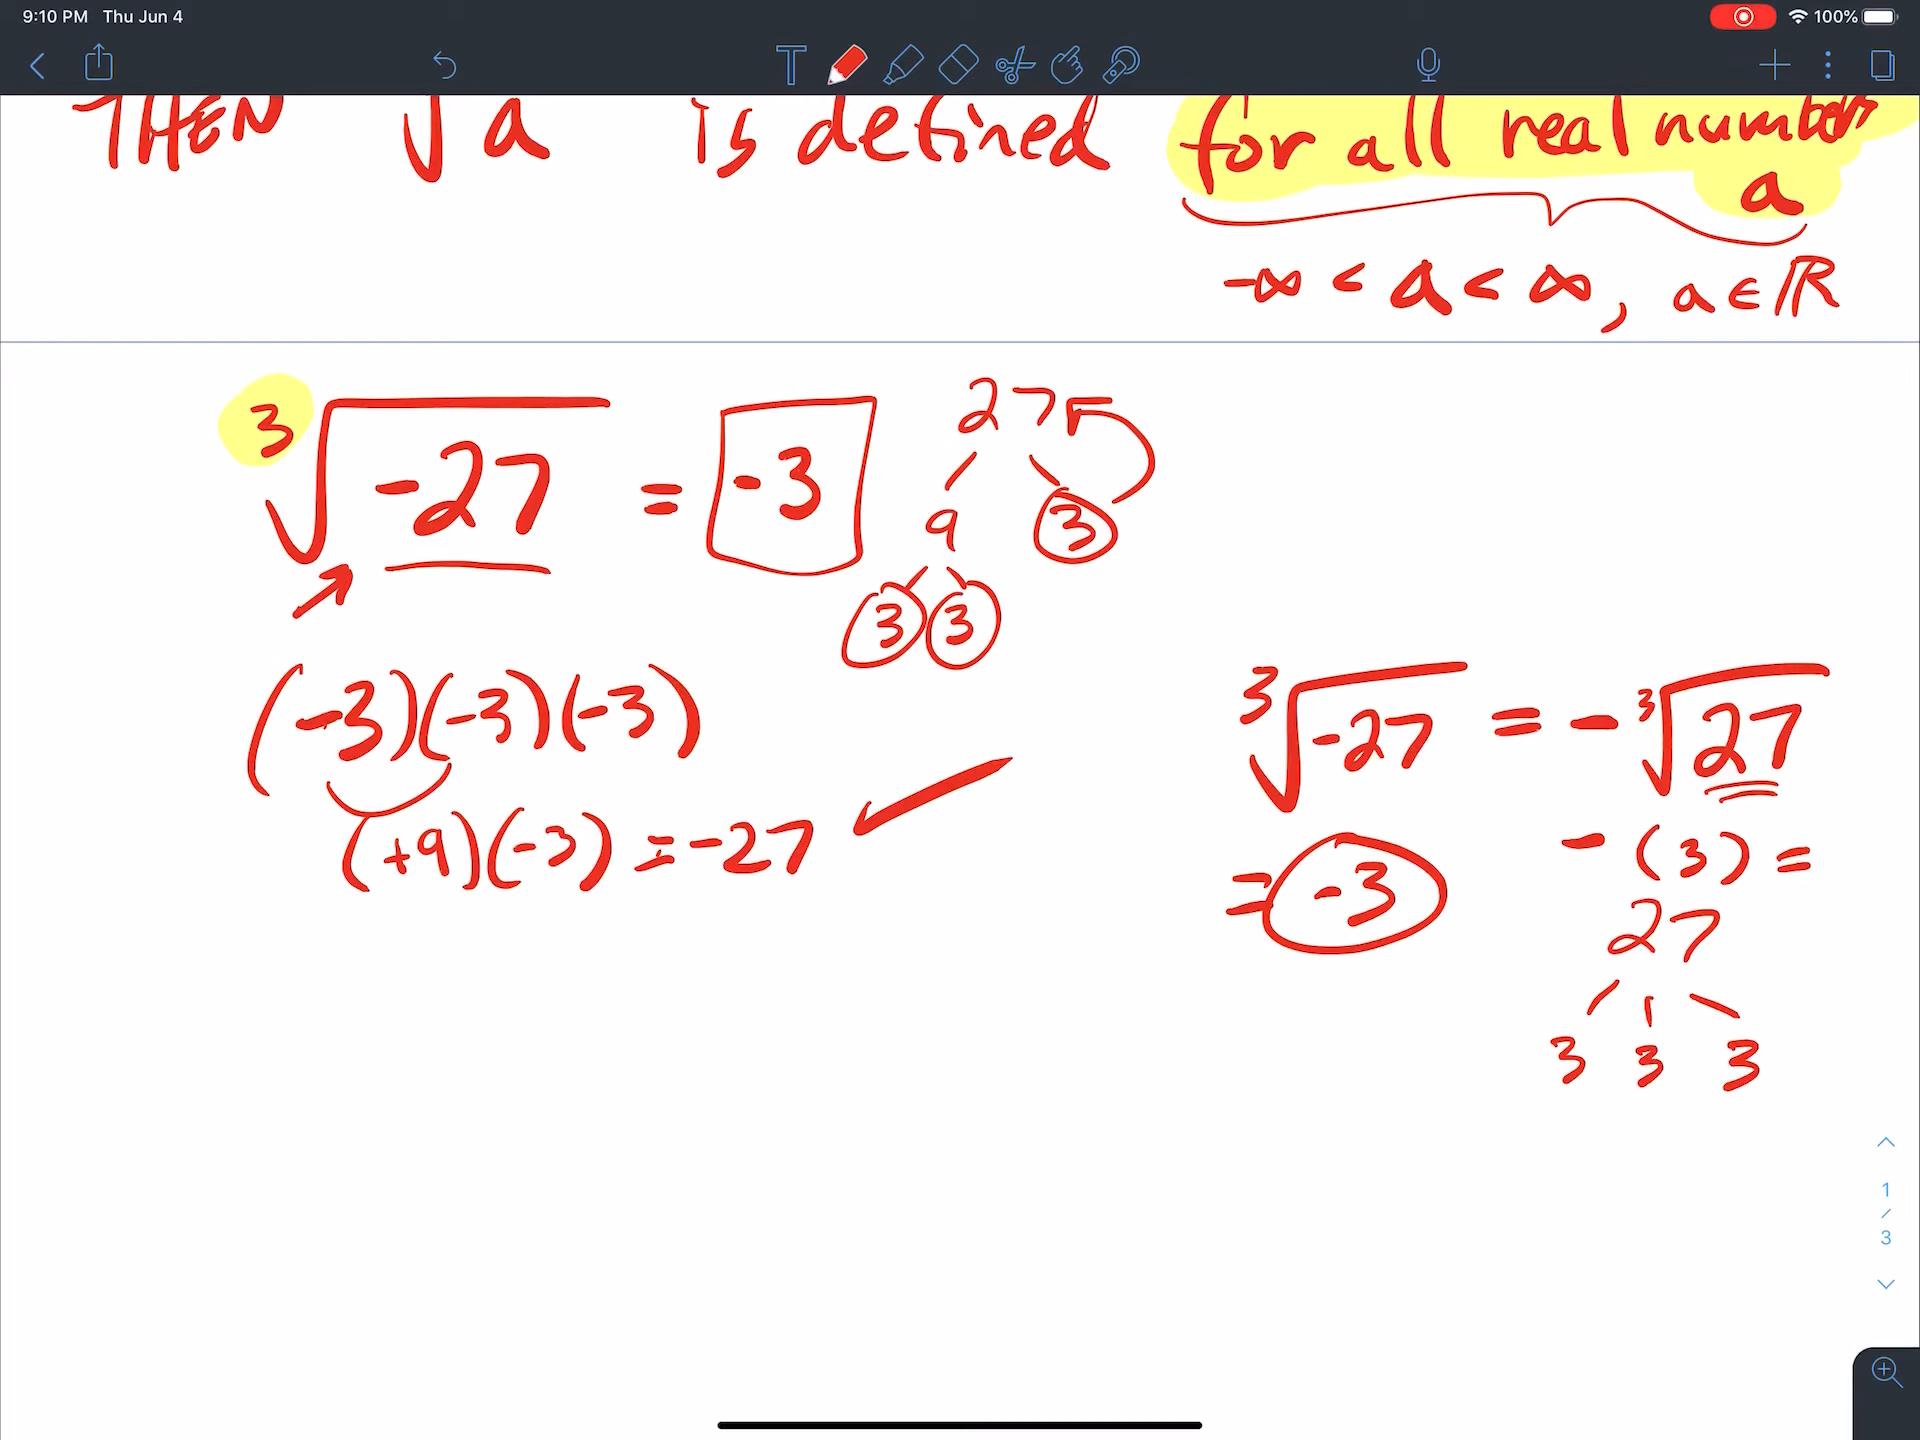 9:10 PM Thu Jun 4 100%
THEN √a is defined for all real numbers
a
-∞ < a < ∞, a ∈ ℝ
³√-27 = -3
27
9 3
3 3
(-3)(-3)(-3)
(+9)(-3) = -27
³√-27 = -³√27
= -3
-(3) =
27
3 3 3
1
/
3